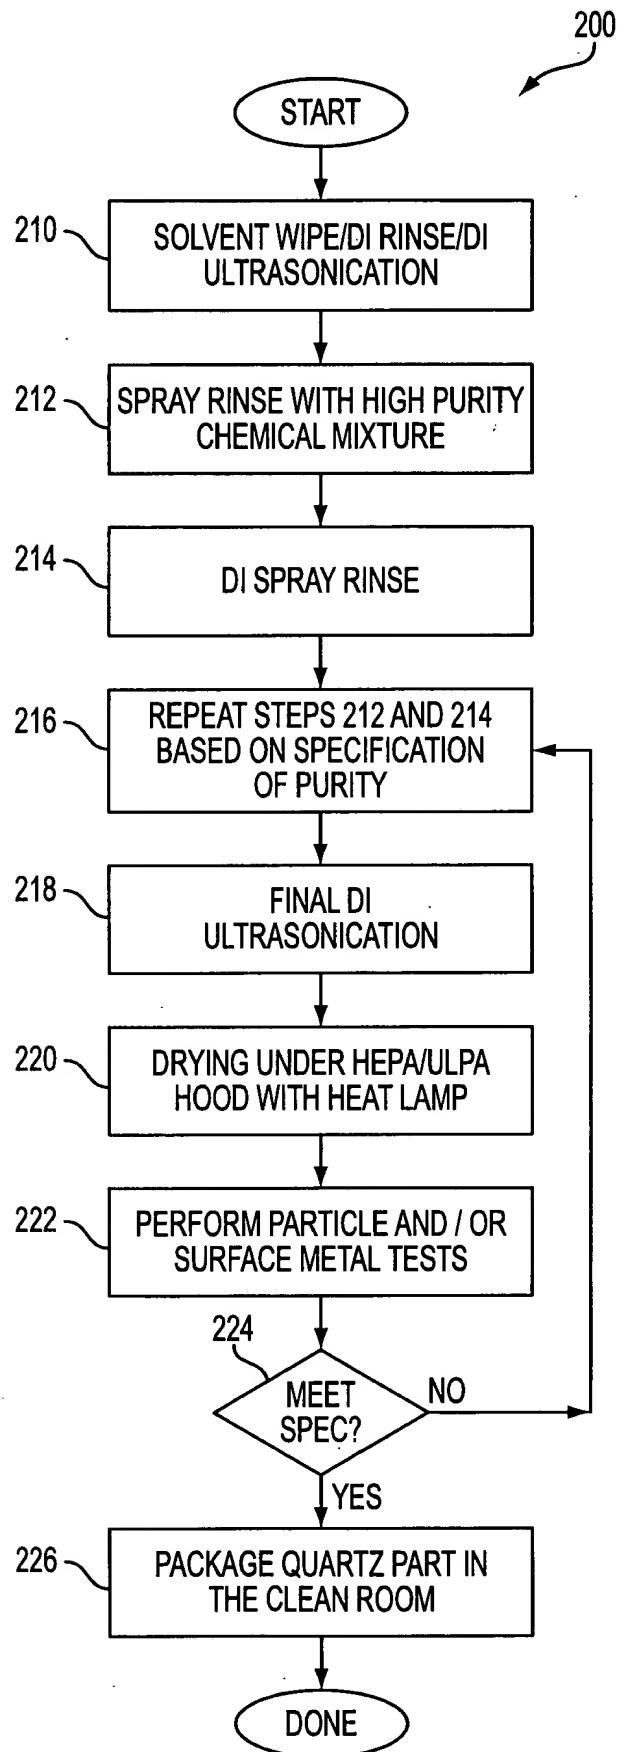 200
START
210
SOLVENT WIPE/DI RINSE/DI
ULTRASONICATION
212
SPRAY RINSE WITH HIGH PURITY
CHEMICAL MIXTURE
214
DI SPRAY RINSE
216
REPEAT STEPS 212 AND 214
BASED ON SPECIFICATION
OF PURITY
218
FINAL DI
ULTRASONICATION
220
DRYING UNDER HEPA/ULPA
HOOD WITH HEAT LAMP
222
PERFORM PARTICLE AND / OR
SURFACE METAL TESTS
224
MEET
SPEC?
NO
YES
226
PACKAGE QUARTZ PART IN
THE CLEAN ROOM
DONE